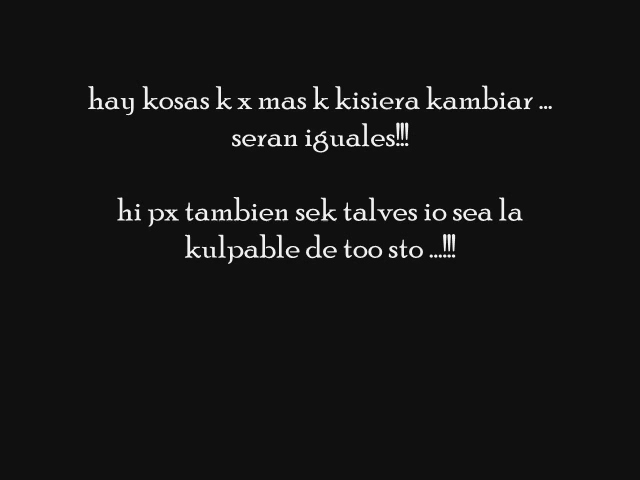 hay kosas k x mas k kisiera kambiar ...
seran iguales!!!
hi px tambien sek talves io sea la
kulpable de too sto ...!!!